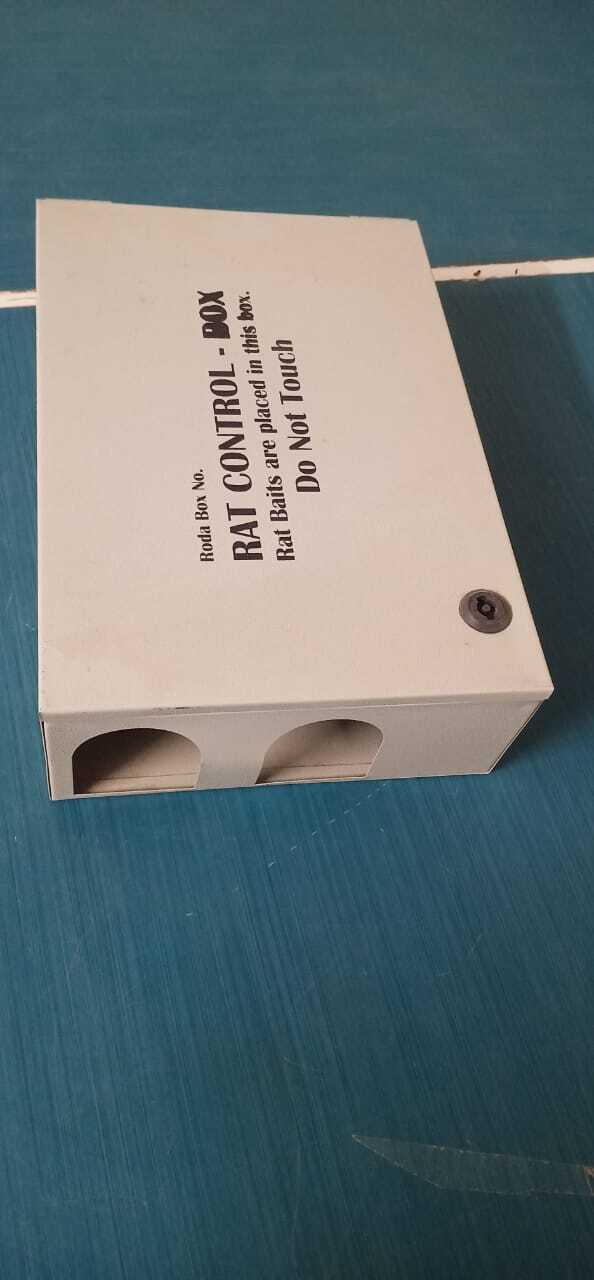 Roda Box No.
RAT CONTROL - BOX
Rat Baits are placed in this box.
Do Not Touch